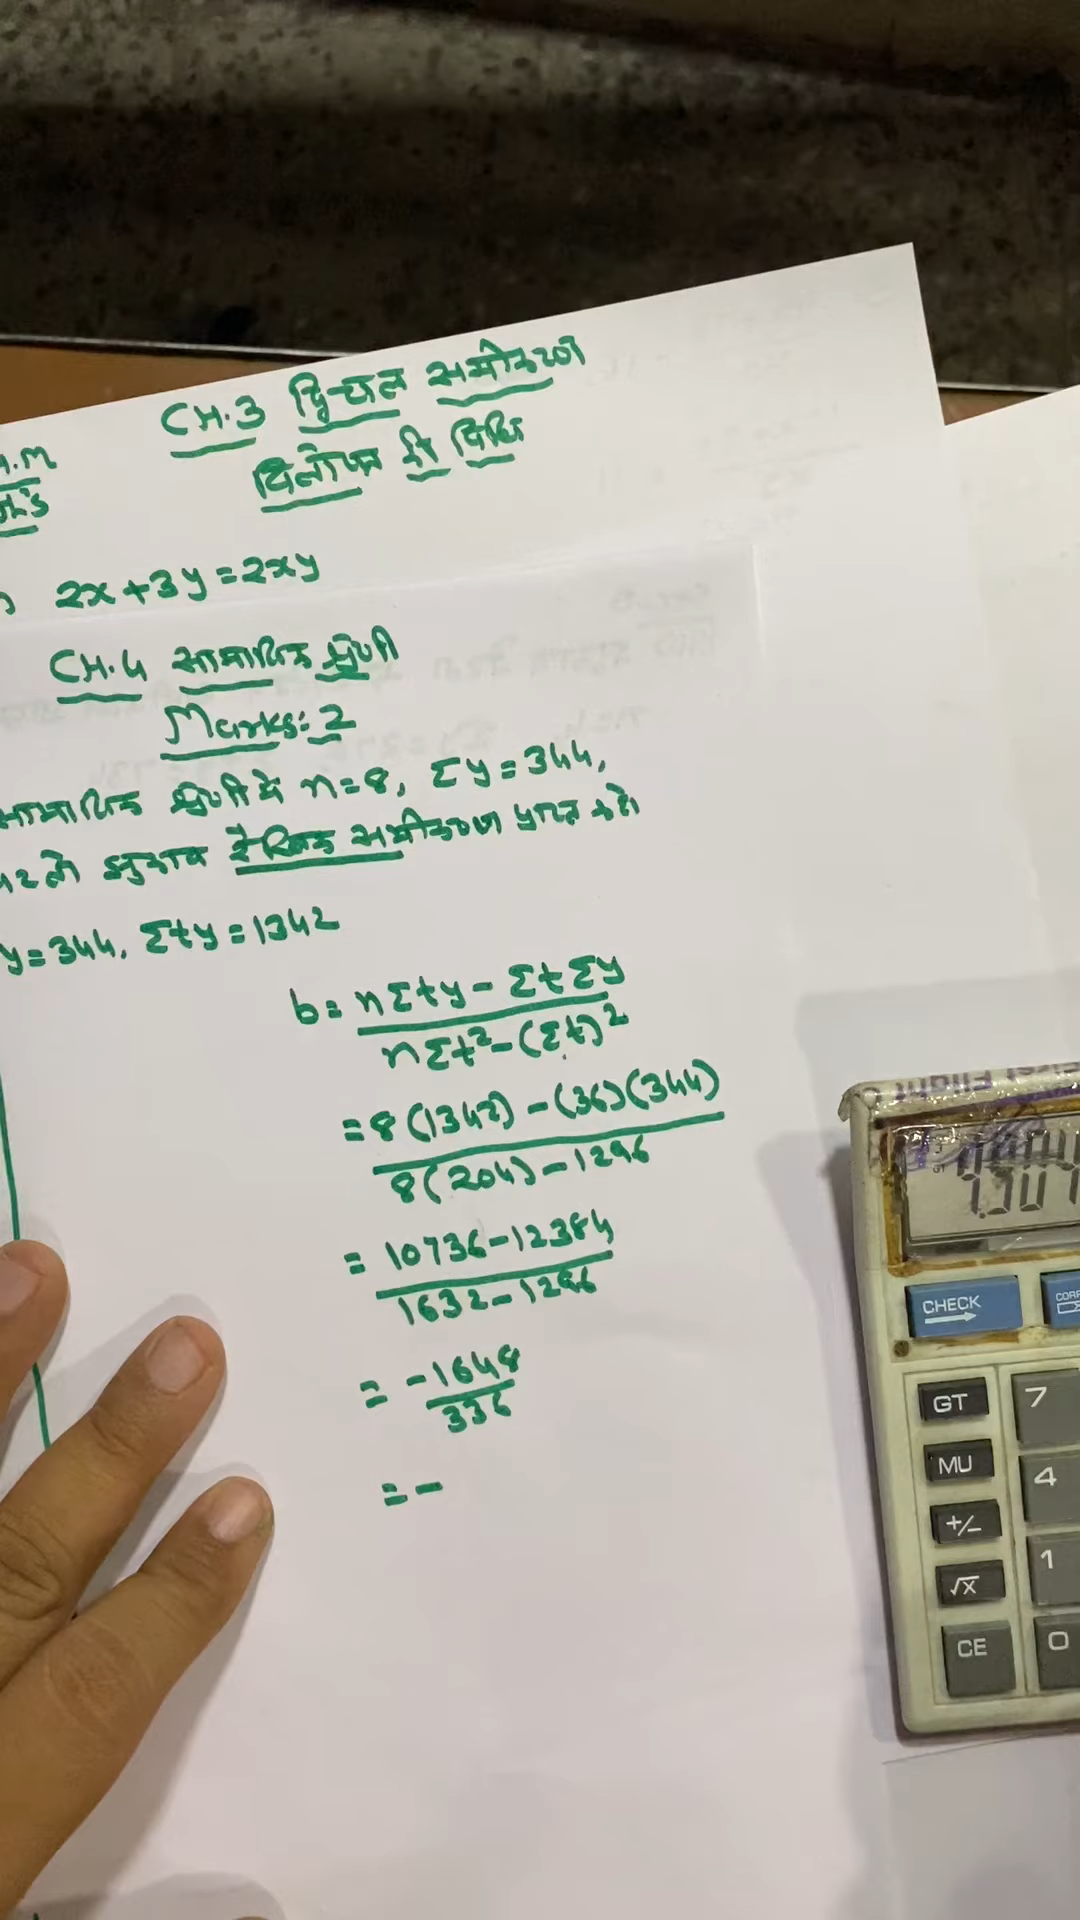 CH.3 द्विचल समीकरण
विलोपन की विधि
2x+3y=2xy
CH.4 सामायिक श्रेणी
Marks: 2
सामायिक श्रेणी में n=8, Σy=344,
रैखिक समीकरण प्राप्त करो
y=344, Σty=1342
b= nΣty - ΣtΣy
nΣt²-(Σt)²
=8(1342) -(36)(344)
8(204)-1296
= 10736-12384
1632-1296
= -1648
336
= -
CHECK
GT
7
MU
4
+/-
1
√x
CE
0